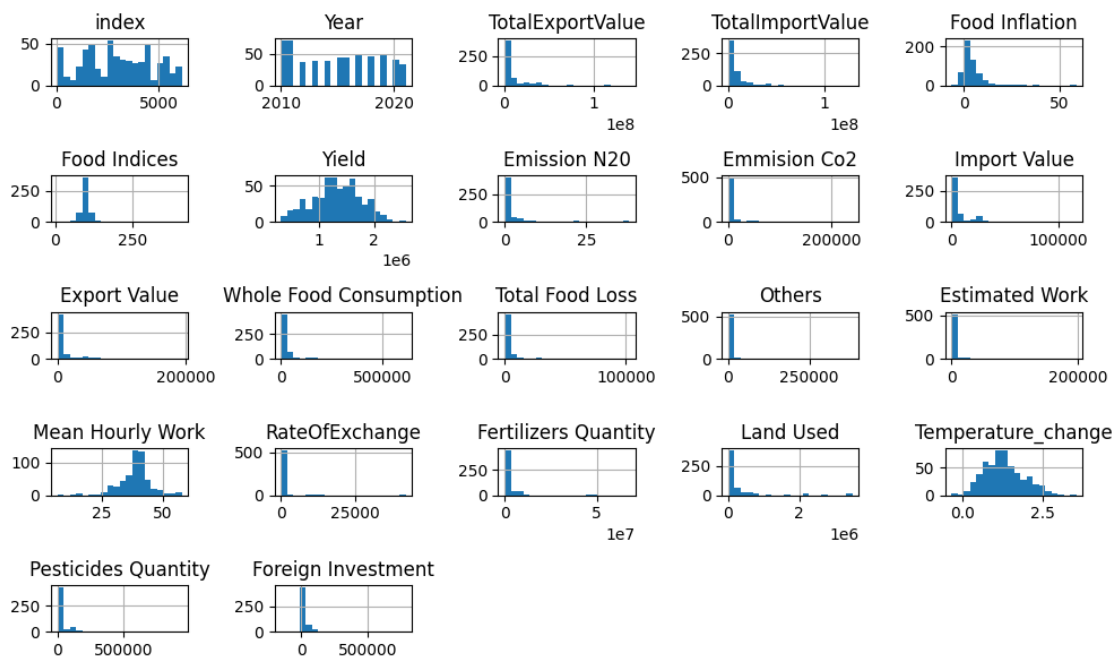 index Year TotalExportValue TotalImportValue Food Inflation
50 50 250 250 200
0 0 0 0 0
0 5000 2010 2020 0 1 0 1 0 50
1e8 1e8
Food Indices Yield Emission N20 Emmision Co2 Import Value
250 50 250 500 250
0 0 0 0 0
0 250 1 2 0 25 0 200000 0 100000
1e6
Export Value Whole Food Consumption Total Food Loss Others Estimated Work
250 250 250 500 500
0 0 0 0 0
0 200000 0 500000 0 100000 0 250000 0 200000
Mean Hourly Work RateOfExchange Fertilizers Quantity Land Used Temperature_change
100 500 250 250 50
0 0 0 0 0
25 50 0 25000 0 5 0 2 0.0 2.5
1e7 1e6
Pesticides Quantity Foreign Investment
250 250
0 0
0 500000 0 500000